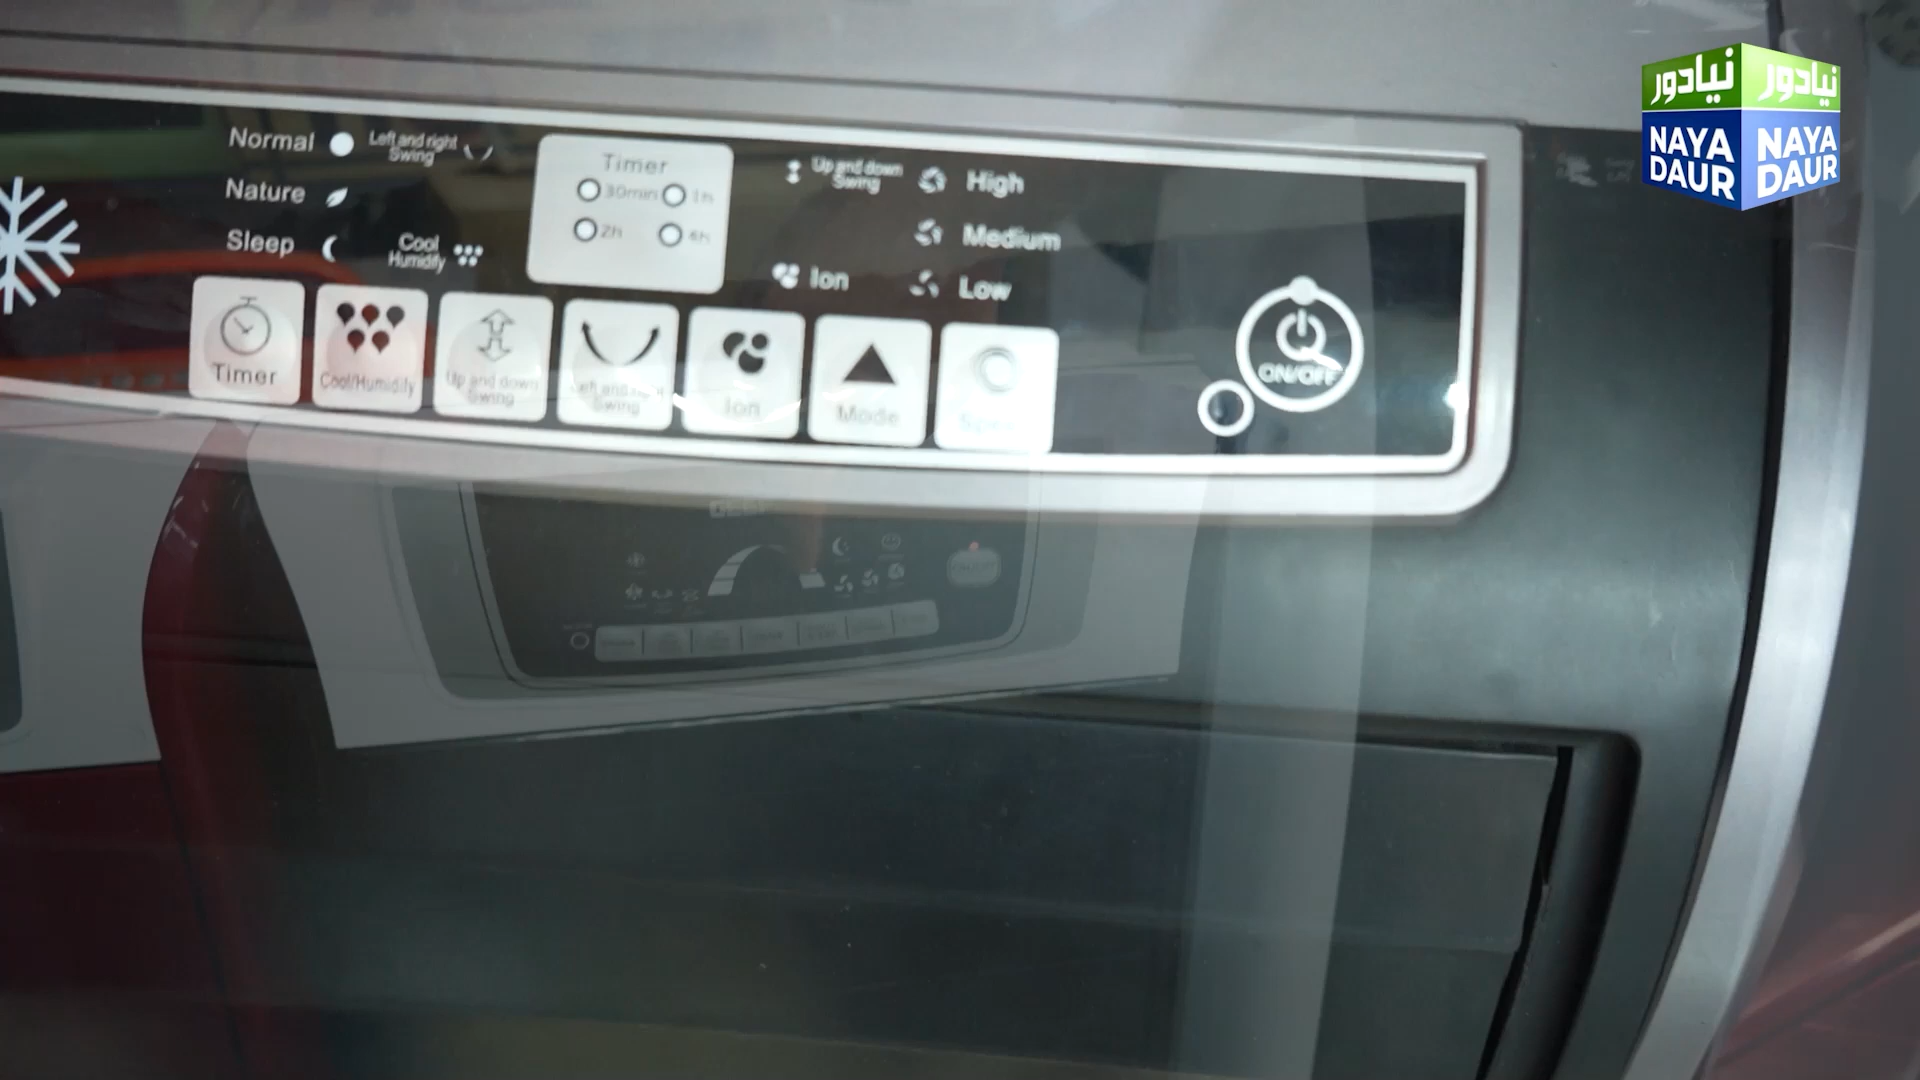 نیادور
نیادور
NAYA
DAUR
NAYA
DAUR
Normal
Left and right
Swing
Nature
Sleep
Cool
Humidify
Timer
30min
1h
2h
4h
Up and down
Swing
High
Medium
Ion
Low
Timer
Cool/Humidify
Up and down
Swing
Left and right
Swing
Ion
Mode
ON/OFF